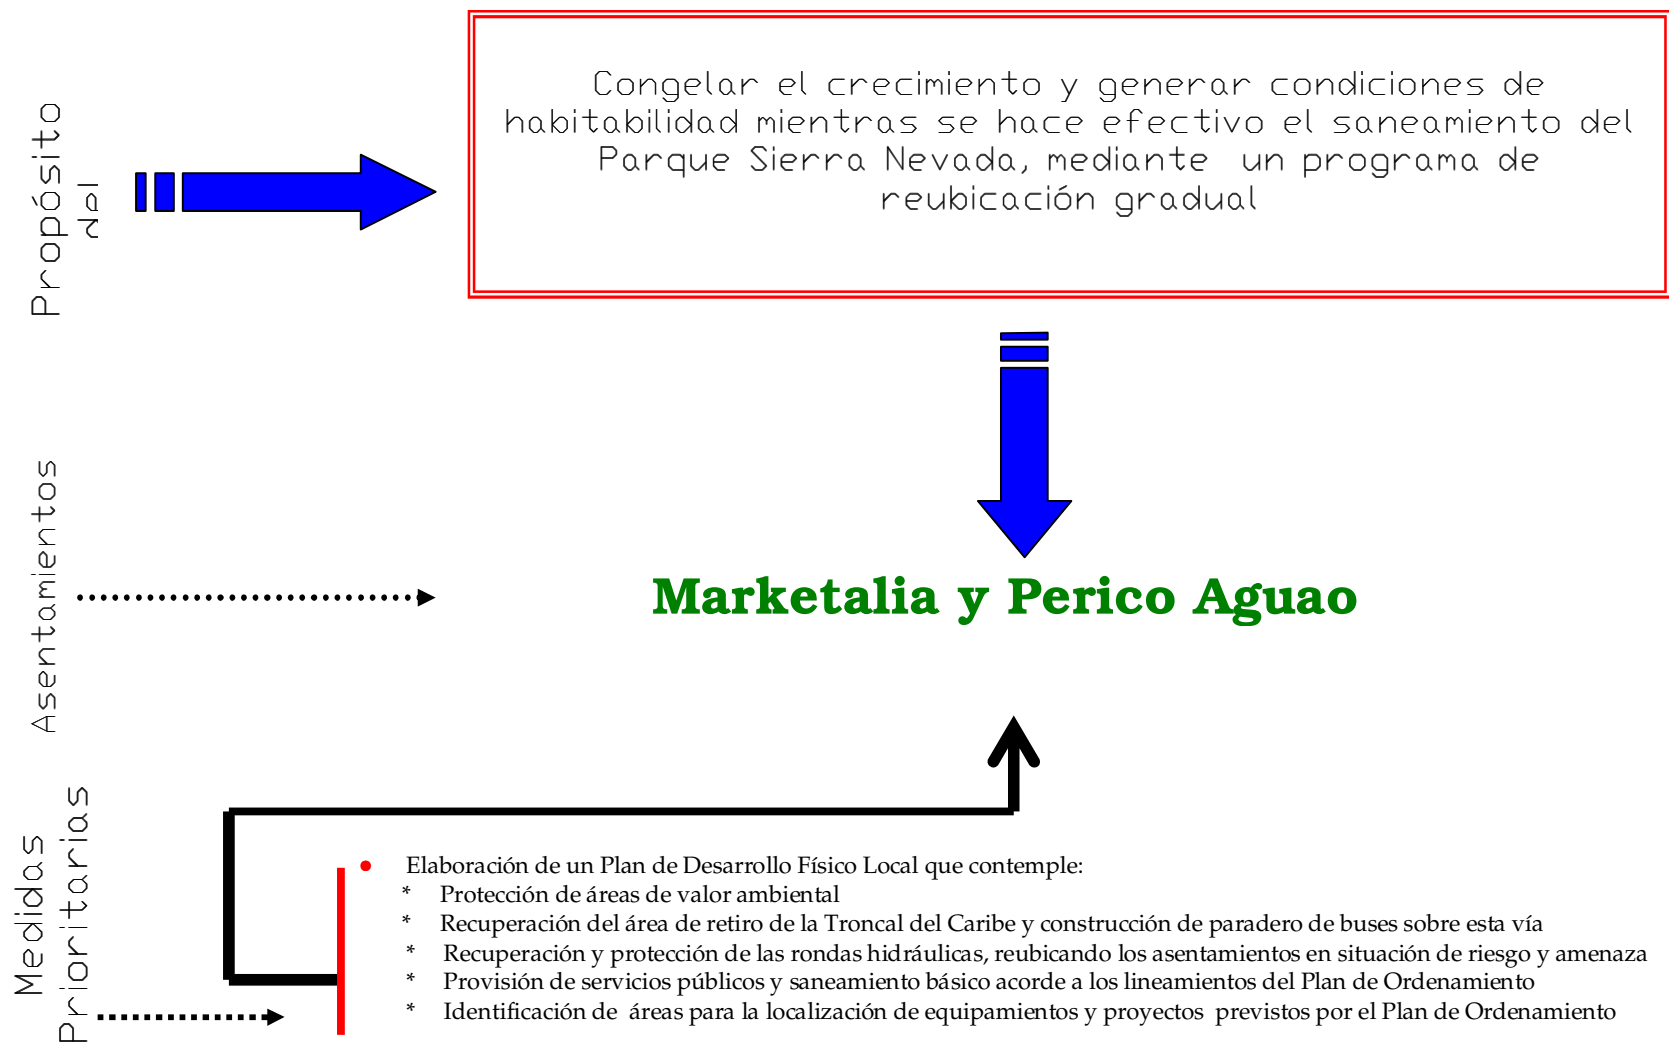 Propósito
del
Congelar el crecimiento y generar condiciones de
habitabilidad mientras se hace efectivo el saneamiento del
Parque Sierra Nevada, mediante un programa de
reubicación gradual
Asentamientos
Marketalia y Perico Aguao
Medidas
Prioritarias
• Elaboración de un Plan de Desarrollo Físico Local que contemple:
* Protección de áreas de valor ambiental
* Recuperación del área de retiro de la Troncal del Caribe y construcción de paradero de buses sobre esta vía
* Recuperación y protección de las rondas hidráulicas, reubicando los asentamientos en situación de riesgo y amenaza
* Provisión de servicios públicos y saneamiento básico acorde a los lineamientos del Plan de Ordenamiento
* Identificación de áreas para la localización de equipamientos y proyectos previstos por el Plan de Ordenamiento